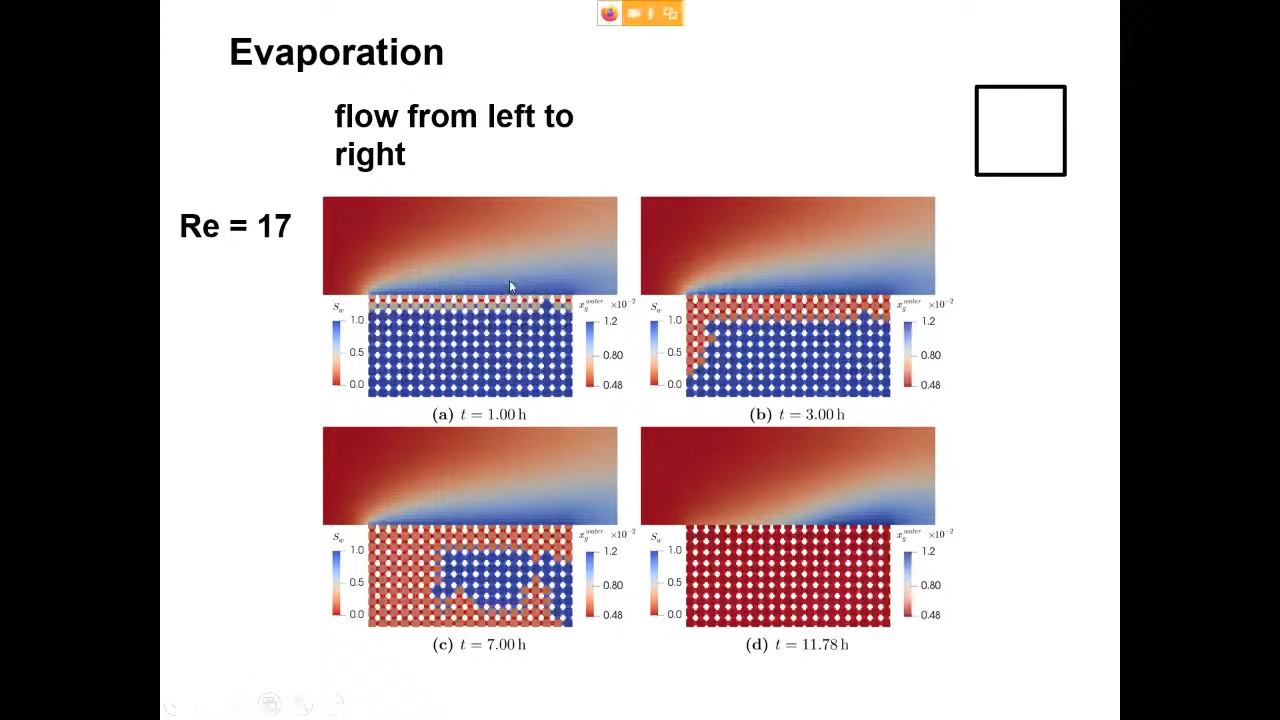 Evaporation
flow from left to
right
Re = 17
S_w
1.0
0.5
0.0
x_g^water ×10⁻²
1.2
0.80
0.48
S_w
1.0
0.5
0.0
x_g^water ×10⁻²
1.2
0.80
0.48
(a) t = 1.00 h
(b) t = 3.00 h
S_w
1.0
0.5
0.0
x_g^water ×10⁻²
1.2
0.80
0.48
S_w
1.0
0.5
0.0
x_g^water ×10⁻²
1.2
0.80
0.48
(c) t = 7.00 h
(d) t = 11.78 h